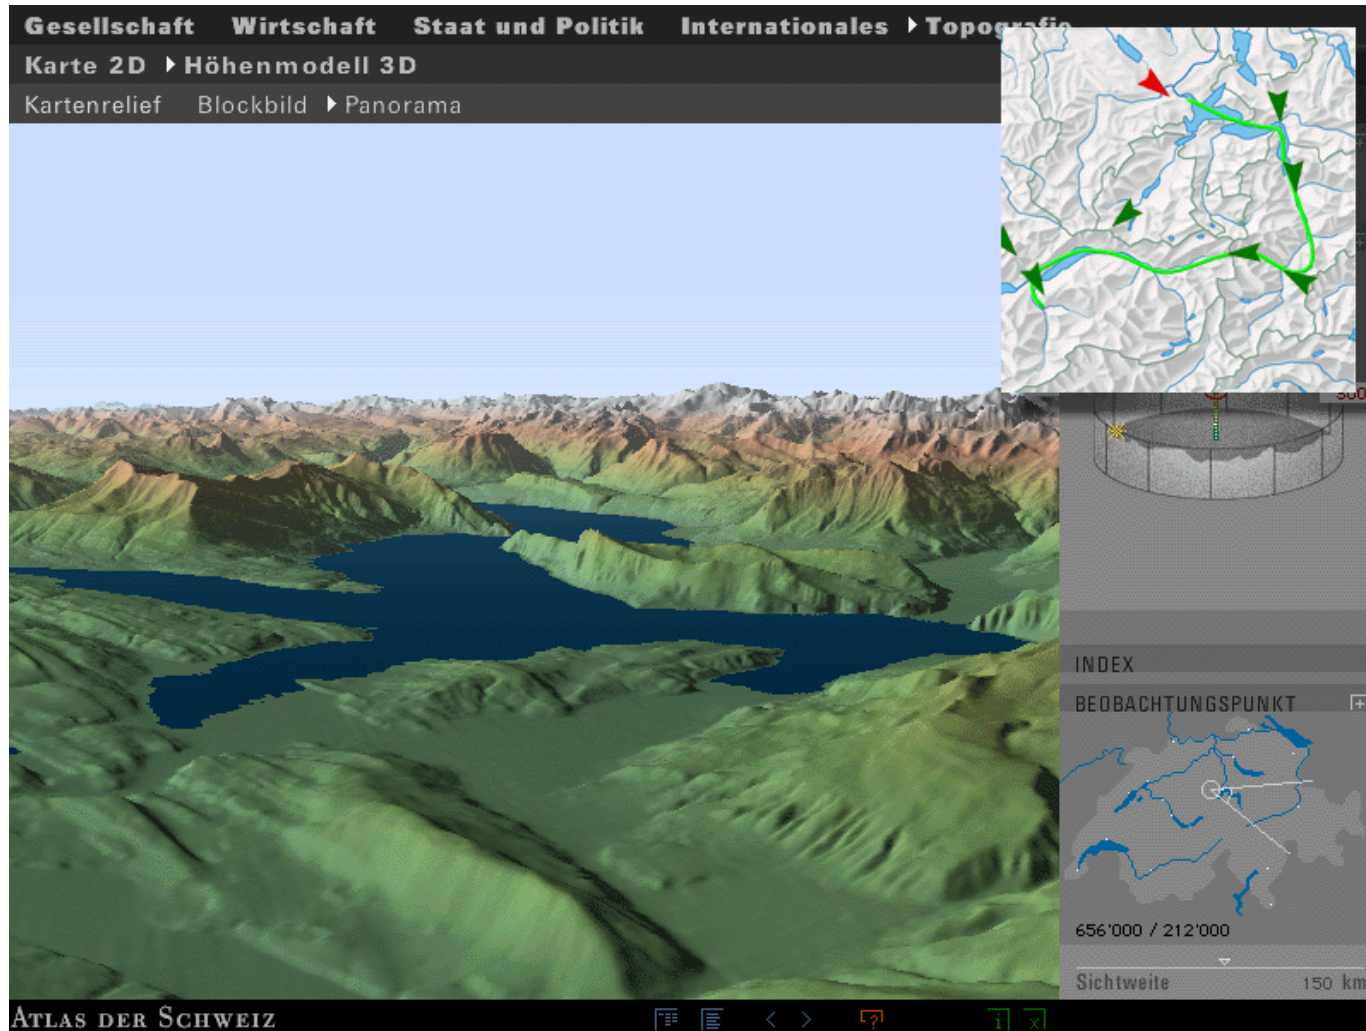 Gesellschaft Wirtschaft Staat und Politik Internationales Topografie
Karte 2D Höhenmodell 3D
Kartenrelief Blockbild Panorama
INDEX
BEOBACHTUNGSPUNKT
656'000 / 212'000
Sichtweite 150 km
ATLAS DER SCHWEIZ